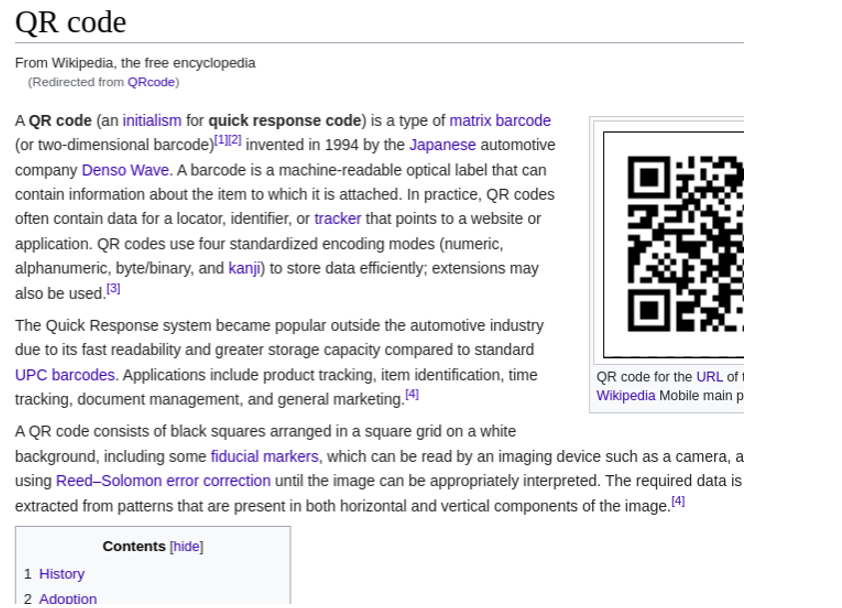 QR code
From Wikipedia, the free encyclopedia
(Redirected from QRcode)
A QR code (an initialism for quick response code) is a type of matrix barcode
(or two-dimensional barcode)[1][2] invented in 1994 by the Japanese automotive
company Denso Wave. A barcode is a machine-readable optical label that can
contain information about the item to which it is attached. In practice, QR codes
often contain data for a locator, identifier, or tracker that points to a website or
application. QR codes use four standardized encoding modes (numeric,
alphanumeric, byte/binary, and kanji) to store data efficiently; extensions may
also be used.[3]
The Quick Response system became popular outside the automotive industry
due to its fast readability and greater storage capacity compared to standard
UPC barcodes. Applications include product tracking, item identification, time
tracking, document management, and general marketing.[4]
QR code for the URL of
Wikipedia Mobile main p
A QR code consists of black squares arranged in a square grid on a white
background, including some fiducial markers, which can be read by an imaging device such as a camera, a
using Reed–Solomon error correction until the image can be appropriately interpreted. The required data is
extracted from patterns that are present in both horizontal and vertical components of the image.[4]
Contents [hide]
1 History
2 Adoption